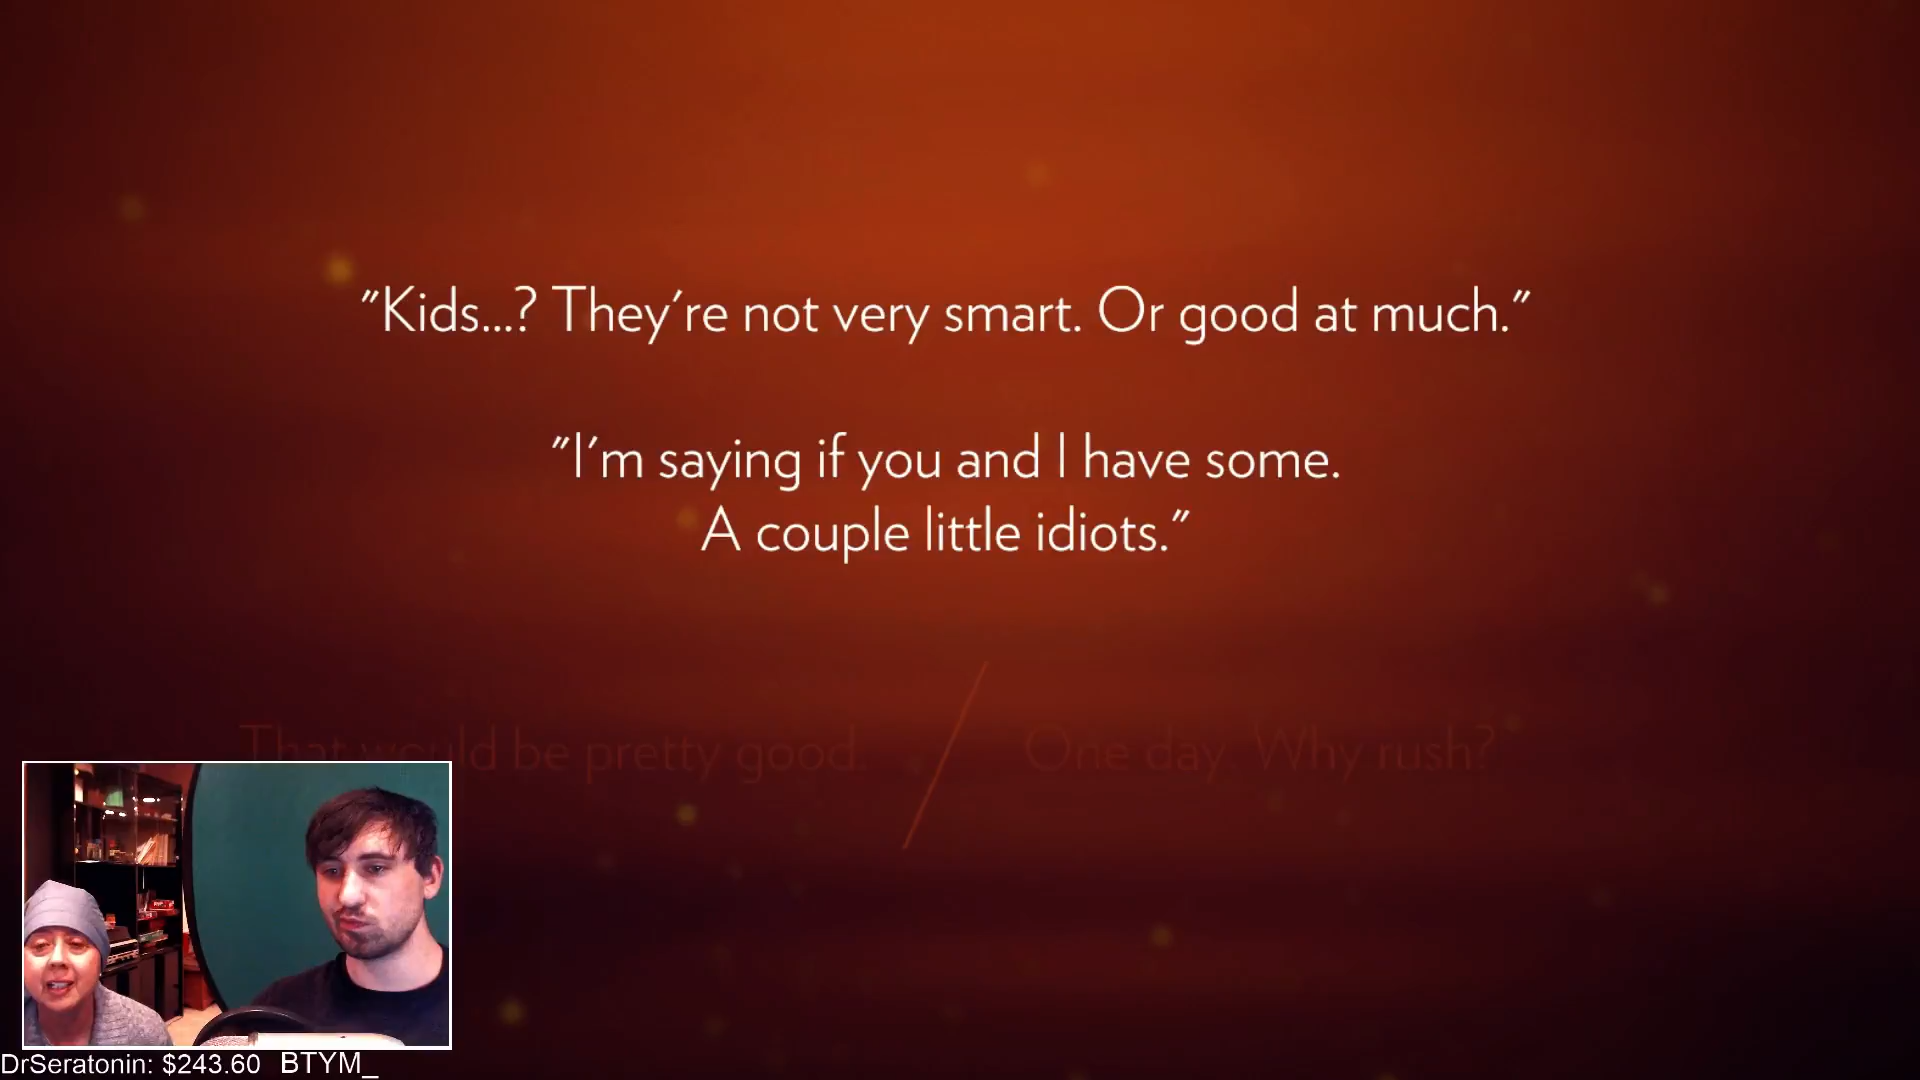 "Kids...? They're not very smart. Or good at much."
"I'm saying if you and I have some.
A couple little idiots."
That would be pretty good. / One day. Why rush?
DrSeratonin: $243.60 BTYM_